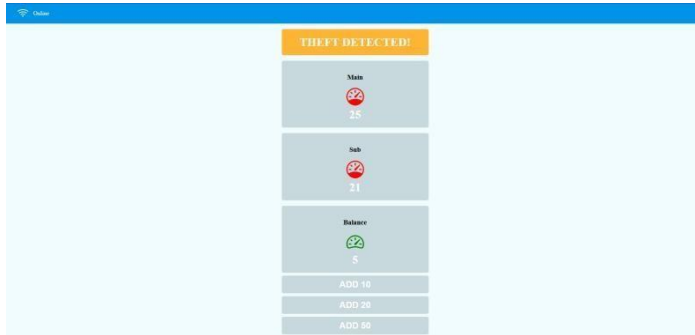 Online
THEFT DETECTED!
Main
25
Sub
21
Balance
5
ADD 10
ADD 20
ADD 50